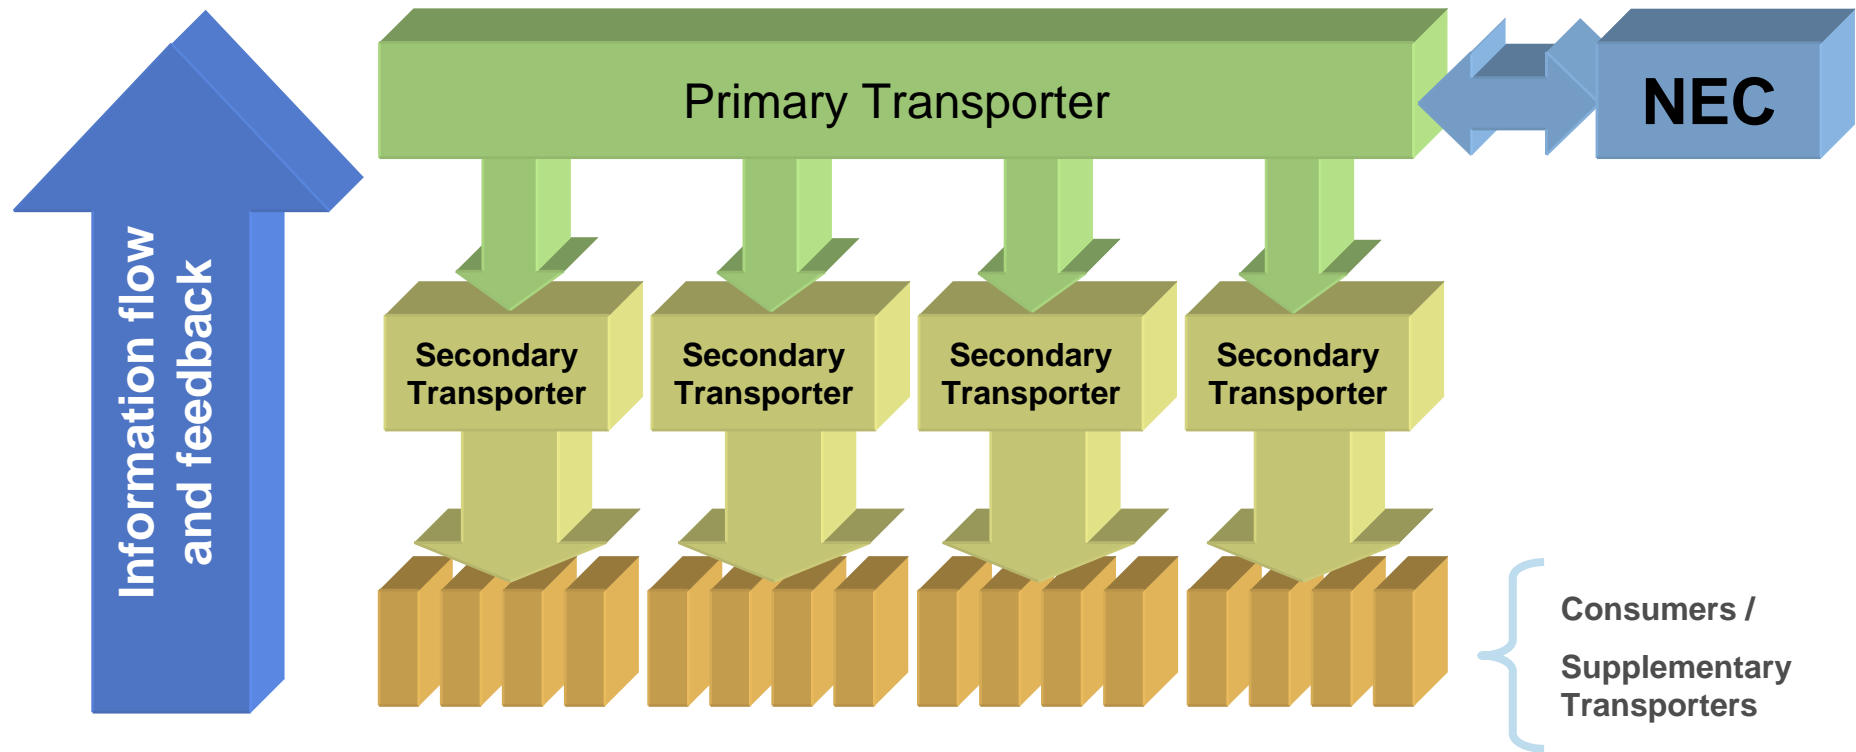 Primary Transporter
NEC
Information flow
and feedback
Secondary
Transporter
Secondary
Transporter
Secondary
Transporter
Secondary
Transporter
Consumers /
Supplementary
Transporters